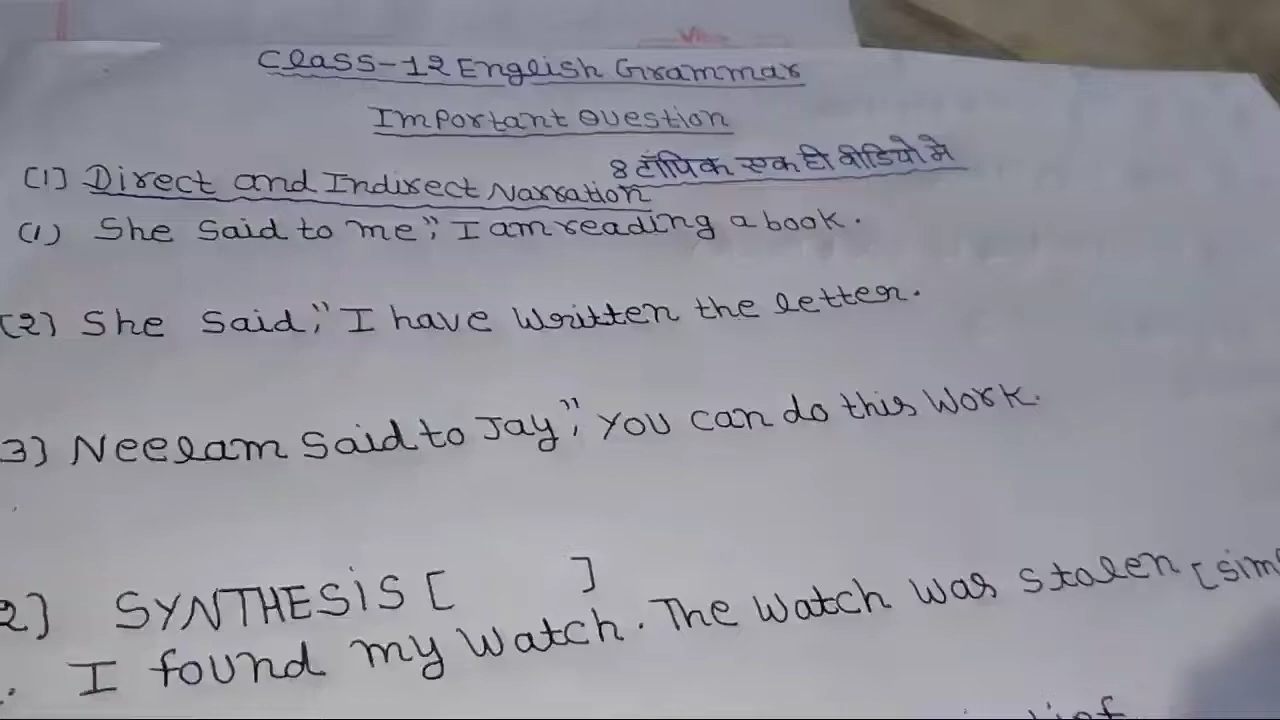 Class-12 English Grammar
Important Question
8 टॉपिक एक ही वीडियो मे
(1) Direct and Indirect Narration
(1) She Said to me", I am reading a book.
(2) She Said," I have written the letter.
3) Neelam Said to Jay", You can do this Work.
2) SYNTHESIS [ ]
I found my Watch. The Watch was stolen [sim